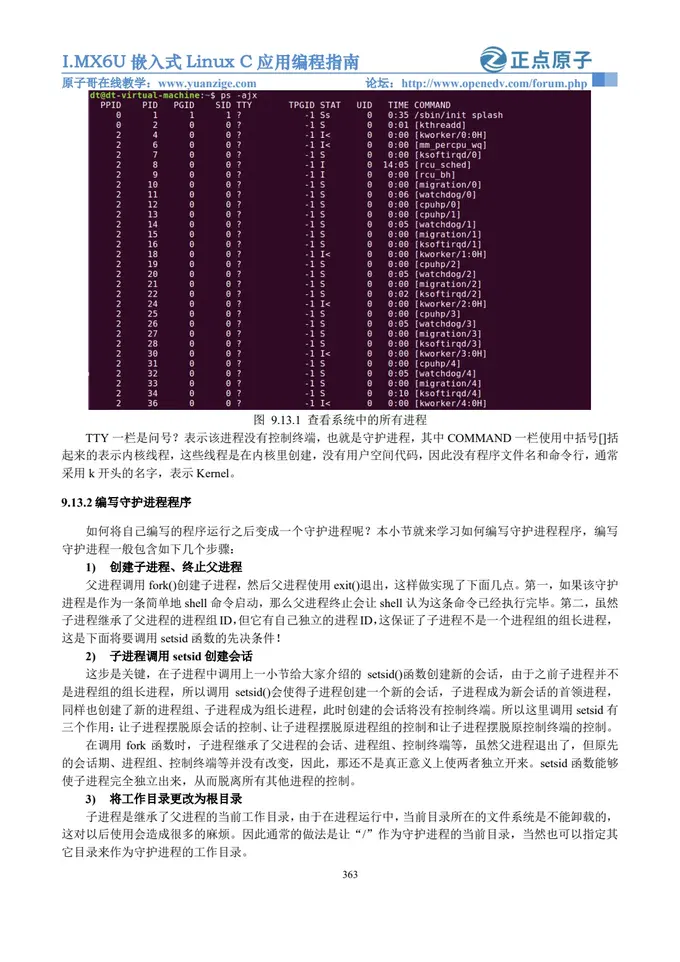 I.MX6U 嵌入式 Linux C 应用编程指南
正点原子
原子哥在线教学：www.yuanzige.com 论坛：http://www.openedv.com/forum.php
dt@dt-virtual-machine:~$ ps -ajx
PPID PID PGID SID TTY TPGID STAT UID TIME COMMAND
0 1 1 1 ? -1 Ss 0 0:35 /sbin/init splash
0 2 0 0 ? -1 S 0 0:01 [kthreadd]
2 4 0 0 ? -1 I< 0 0:00 [kworker/0:0H]
2 6 0 0 ? -1 I< 0 0:00 [mm_percpu_wq]
2 7 0 0 ? -1 S 0 0:00 [ksoftirqd/0]
2 8 0 0 ? -1 I 0 14:05 [rcu_sched]
2 9 0 0 ? -1 I 0 0:00 [rcu_bh]
2 10 0 0 ? -1 S 0 0:00 [migration/0]
2 11 0 0 ? -1 S 0 0:06 [watchdog/0]
2 12 0 0 ? -1 S 0 0:00 [cpuhp/0]
2 13 0 0 ? -1 S 0 0:00 [cpuhp/1]
2 14 0 0 ? -1 S 0 0:05 [watchdog/1]
2 15 0 0 ? -1 S 0 0:00 [migration/1]
2 16 0 0 ? -1 S 0 0:00 [ksoftirqd/1]
2 18 0 0 ? -1 I< 0 0:00 [kworker/1:0H]
2 19 0 0 ? -1 S 0 0:00 [cpuhp/2]
2 20 0 0 ? -1 S 0 0:05 [watchdog/2]
2 21 0 0 ? -1 S 0 0:00 [migration/2]
2 22 0 0 ? -1 S 0 0:02 [ksoftirqd/2]
2 24 0 0 ? -1 I< 0 0:00 [kworker/2:0H]
2 25 0 0 ? -1 S 0 0:00 [cpuhp/3]
2 26 0 0 ? -1 S 0 0:05 [watchdog/3]
2 27 0 0 ? -1 S 0 0:00 [migration/3]
2 28 0 0 ? -1 S 0 0:00 [ksoftirqd/3]
2 30 0 0 ? -1 I< 0 0:00 [kworker/3:0H]
2 31 0 0 ? -1 S 0 0:00 [cpuhp/4]
2 32 0 0 ? -1 S 0 0:05 [watchdog/4]
2 33 0 0 ? -1 S 0 0:00 [migration/4]
2 34 0 0 ? -1 S 0 0:10 [ksoftirqd/4]
2 36 0 0 ? -1 I< 0 0:00 [kworker/4:0H]
图 9.13.1 查看系统中的所有进程
TTY 一栏是问号？表示该进程没有控制终端，也就是守护进程，其中 COMMAND 一栏使用中括号[]括
起来的表示内核线程，这些线程是在内核里创建，没有用户空间代码，因此没有程序文件名和命令行，通常
采用 k 开头的名字，表示 Kernel。
9.13.2 编写守护进程程序
如何将自己编写的程序运行之后变成一个守护进程呢？本小节就来学习如何编写守护进程程序，编写
守护进程一般包含如下几个步骤：
1) 创建子进程、终止父进程
父进程调用 fork()创建子进程，然后父进程使用 exit()退出，这样做实现了下面几点。第一，如果该守护
进程是作为一条简单地 shell 命令启动，那么父进程终止会让 shell 认为这条命令已经执行完毕。第二，虽然
子进程继承了父进程的进程组 ID，但它有自己独立的进程 ID，这保证了子进程不是一个进程组的组长进程，
这是下面将要调用 setsid 函数的先决条件！
2) 子进程调用 setsid 创建会话
这步是关键，在子进程中调用上一小节给大家介绍的 setsid()函数创建新的会话，由于之前子进程并不
是进程组的组长进程，所以调用 setsid()会使得子进程创建一个新的会话，子进程成为新会话的首领进程，
同样也创建了新的进程组、子进程成为组长进程，此时创建的会话将没有控制终端。所以这里调用 setsid 有
三个作用：让子进程摆脱原会话的控制、让子进程摆脱原进程组的控制和让子进程摆脱原控制终端的控制。
在调用 fork 函数时，子进程继承了父进程的会话、进程组、控制终端等，虽然父进程退出了，但原先
的会话期、进程组、控制终端等并没有改变，因此，那还不是真正意义上使两者独立开来。setsid 函数能够
使子进程完全独立出来，从而脱离所有其他进程的控制。
3) 将工作目录更改为根目录
子进程是继承了父进程的当前工作目录，由于在进程运行中，当前目录所在的文件系统是不能卸载的，
这对以后使用会造成很多的麻烦。因此通常的做法是让“/”作为守护进程的当前目录，当然也可以指定其
它目录来作为守护进程的工作目录。
363